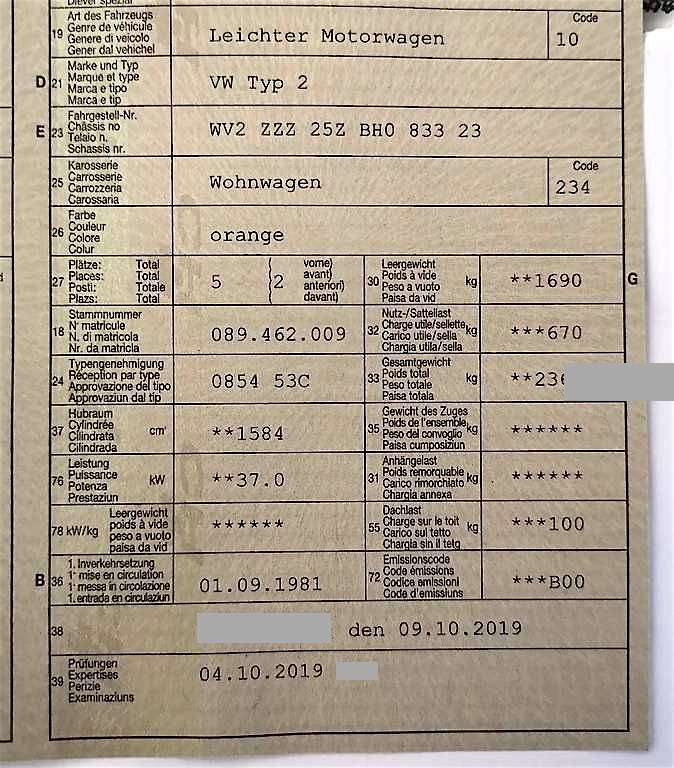 19 Art des Fahrzeugs
Genre de véhicule
Genere di veicolo
Gener dal vehichel
Leichter Motorwagen
Code
10
D 21 Marke und Typ
Marque et type
Marca e tipo
Marca e tip
VW Typ 2
E 23 Fahrgestell-Nr.
Châssis no
Telaio n.
Schassis nr.
WV2 ZZZ 25Z BH0 833 23
25 Karosserie
Carrosserie
Carrozzeria
Carossaria
Wohnwagen
Code
234
26 Farbe
Couleur
Colore
Colur
orange
27 Plätze: Total
Places: Total
Posti: Totale
Plazs: Total
5 (2 vorne)
avant)
anteriori)
davant)
30 Leergewicht
Poids à vide
Peso a vuoto
Paisa da vid
kg
**1690
G
18 Stammnummer
N° matricule
N. di matricola
Nr. da matricla
089.462.009
32 Nutz-/Sattellast
Charge utile/sellette
Carico utile/sella
Chargia utila/sella
kg
***670
24 Typengenehmigung
Réception par type
Approvazione del tipo
Approvaziun dal tip
0854 53C
33 Gesamtgewicht
Poids total
Peso totale
Paisa totala
kg
**236
37 Hubraum
Cylindrée
Cilindrata
Cilindrada
cm³
**1584
35 Gewicht des Zuges
Poids de l'ensemble
Peso del convoglio
Paisa cumposiziun
kg
******
76 Leistung
Puissance
Potenza
Prestaziun
kW
**37.0
31 Anhängelast
Poids remorquable
Carico rimorchiato
Chargia annexa
kg
******
78 kW/kg Leergewicht
poids à vide
peso a vuoto
paisa da vid
******
55 Dachlast
Charge sur le toit
Carico sul tetto
Chargia sin il tetg
kg
***100
B 36 1. Inverkehrsetzung
1re mise en circulation
1a messa in circolazione
1. entrada en circulaziun
01.09.1981
72 Emissionscode
Code émissions
Codice emissioni
Code d'emissiuns
***B00
38 den 09.10.2019
39 Prüfungen
Expertises
Perizie
Examinaziuns
04.10.2019